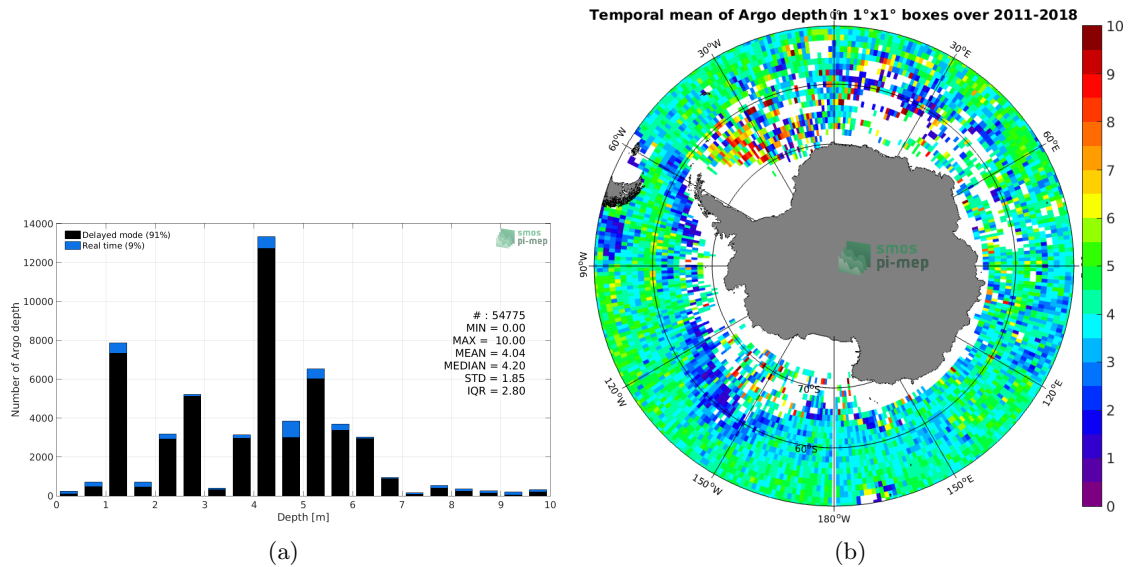 14000
12000
10000
8000
6000
4000
2000
0
Number of Argo depth
Delayed mode (91%)
Real time (9%)
smos
pi-mep
# : 54775
MIN = 0.00
MAX = 10.00
MEAN = 4.04
MEDIAN = 4.20
STD = 1.85
IQR = 2.80
0 1 2 3 4 5 6 7 8 9 10
Depth [m]
(a)
Temporal mean of Argo depth in 1°x1° boxes over 2011-2018
0°
30°W
30°E
60°W
60°E
90°W
smos
pi-mep
120°W
120°E
70°S
60°S
150°W
150°E
180°W
10
9
8
7
6
5
4
3
2
1
0
(b)